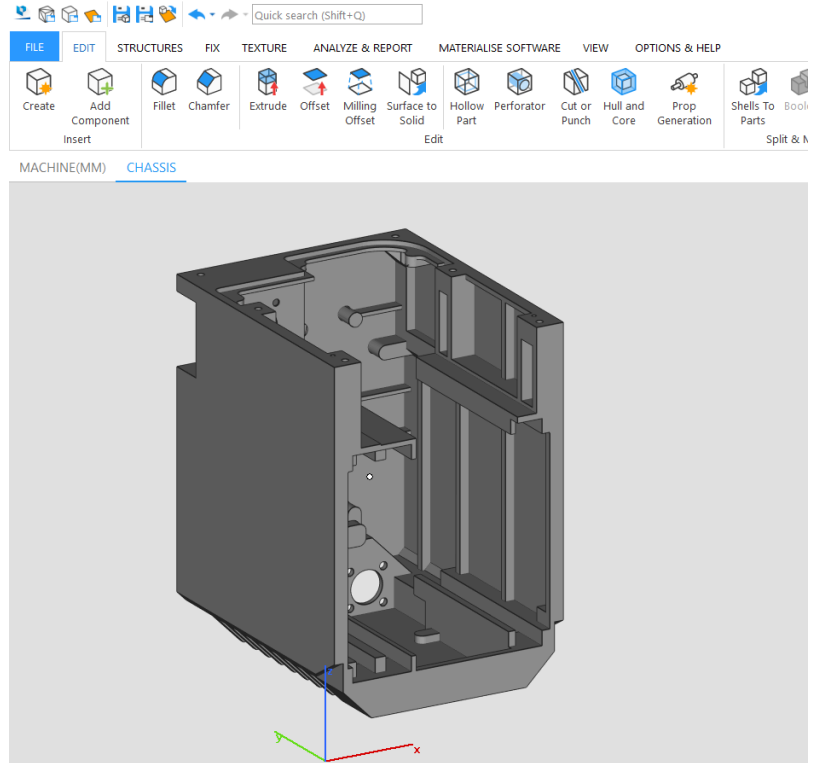 Quick search (Shift+Q)
FILE EDIT STRUCTURES FIX TEXTURE ANALYZE & REPORT MATERIALISE SOFTWARE VIEW OPTIONS & HELP
Create Add Component Fillet Chamfer Extrude Offset Milling Offset Surface to Solid Hollow Part Perforator Cut or Punch Hull and Core Prop Generation Shells To Parts
Insert Edit Split &
MACHINE(MM) CHASSIS
y
x